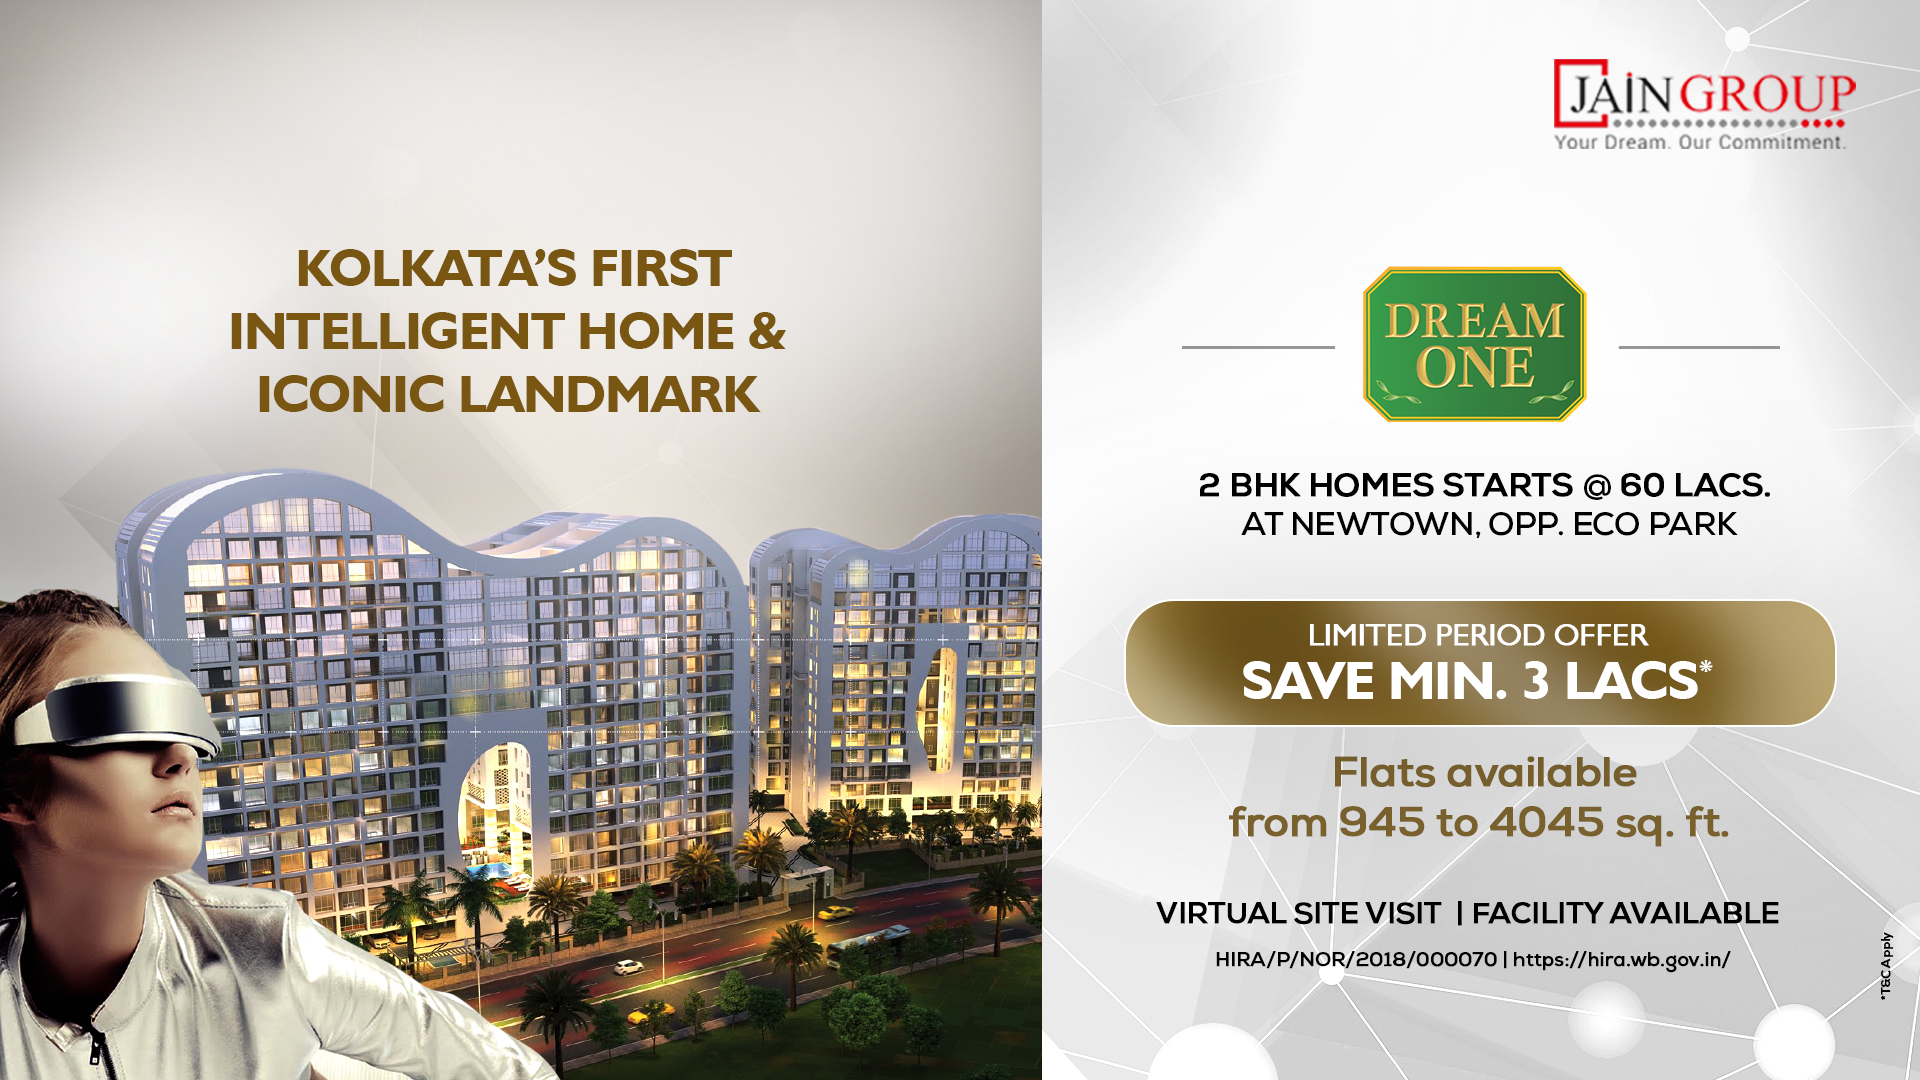 KOLKATA'S FIRST
INTELLIGENT HOME &
ICONIC LANDMARK
JAIN GROUP
Your Dream. Our Commitment.
DREAM
ONE
2 BHK HOMES STARTS @ 60 LACS.
AT NEWTOWN, OPP. ECO PARK
LIMITED PERIOD OFFER
SAVE MIN. 3 LACS*
Flats available
from 945 to 4045 sq. ft.
VIRTUAL SITE VISIT | FACILITY AVAILABLE
HIRA/P/NOR/2018/000070 | https://hira.wb.gov.in/
*T&C Apply